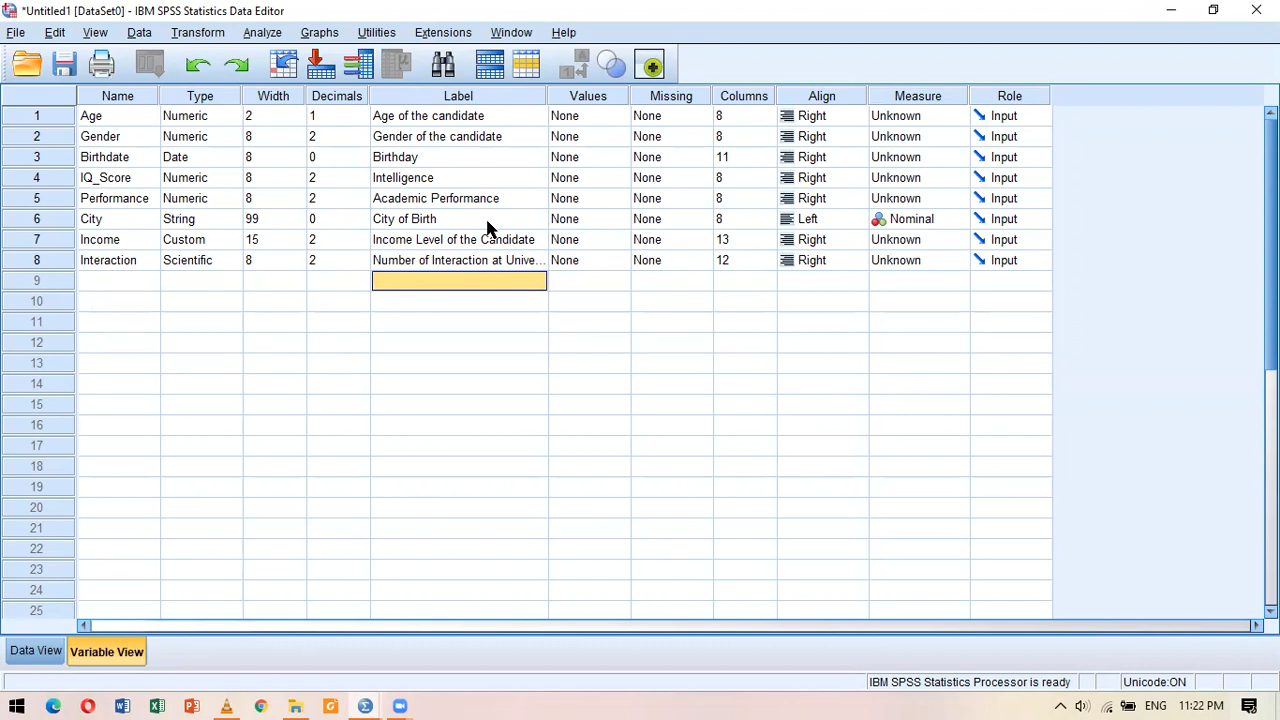 *Untitled1 [DataSet0] - IBM SPSS Statistics Data Editor
File Edit View Data Transform Analyze Graphs Utilities Extensions Window Help
Name Type Width Decimals Label Values Missing Columns Align Measure Role
1 Age Numeric 2 1 Age of the candidate None None 8 Right Unknown Input
2 Gender Numeric 8 2 Gender of the candidate None None 8 Right Unknown Input
3 Birthdate Date 8 0 Birthday None None 11 Right Unknown Input
4 IQ_Score Numeric 8 2 Intelligence None None 8 Right Unknown Input
5 Performance Numeric 8 2 Academic Performance None None 8 Right Unknown Input
6 City String 99 0 City of Birth None None 8 Left Nominal Input
7 Income Custom 15 2 Income Level of the Candidate None None 13 Right Unknown Input
8 Interaction Scientific 8 2 Number of Interaction at Unive... None None 12 Right Unknown Input
9
10
11
12
13
14
15
16
17
18
19
20
21
22
23
24
25
Data View Variable View
IBM SPSS Statistics Processor is ready Unicode:ON
ENG 11:22 PM